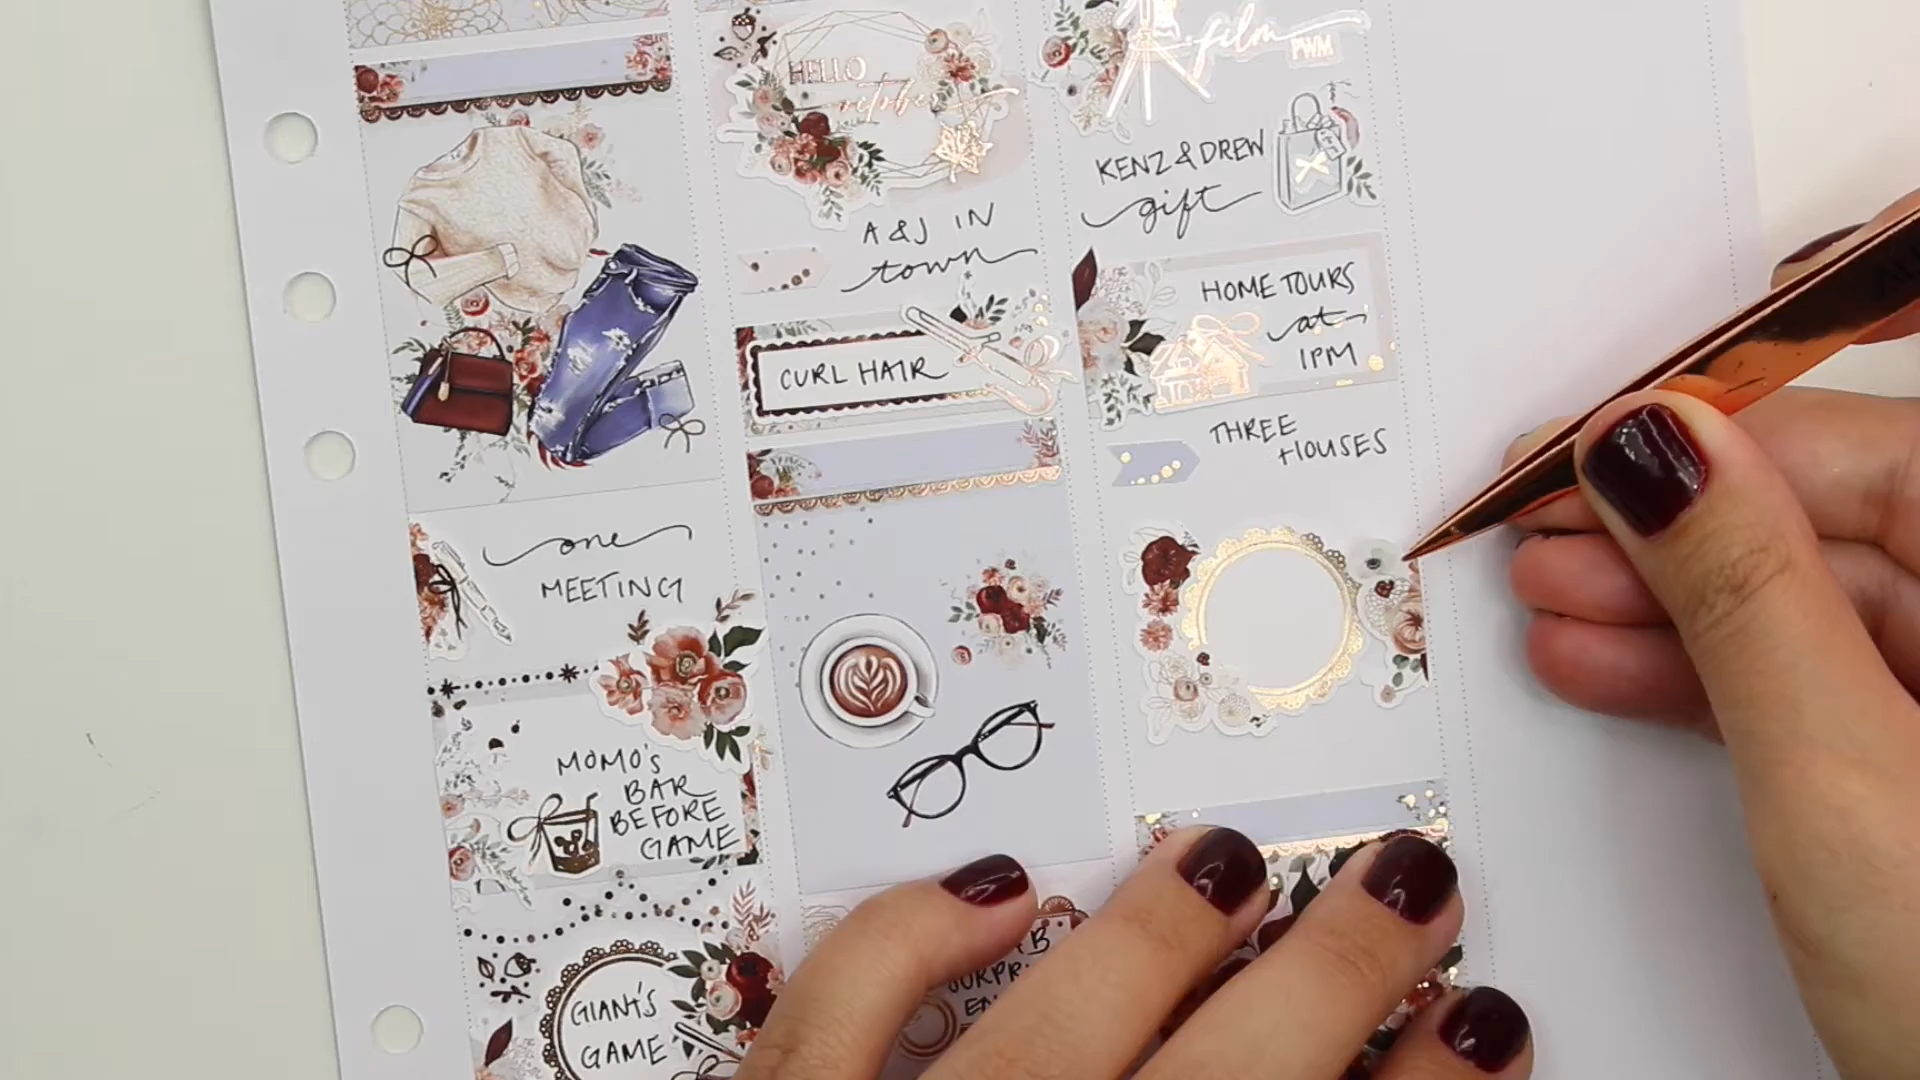 one
MEETING
MOMO'S
BAR
BEFORE
GAME
GIANT'S
GAME
HELLO
october
A & J IN
town
CURL HAIR
film
PWM
KENZ & DREW
gift
HOME TOURS
at
1PM
THREE
HOUSES